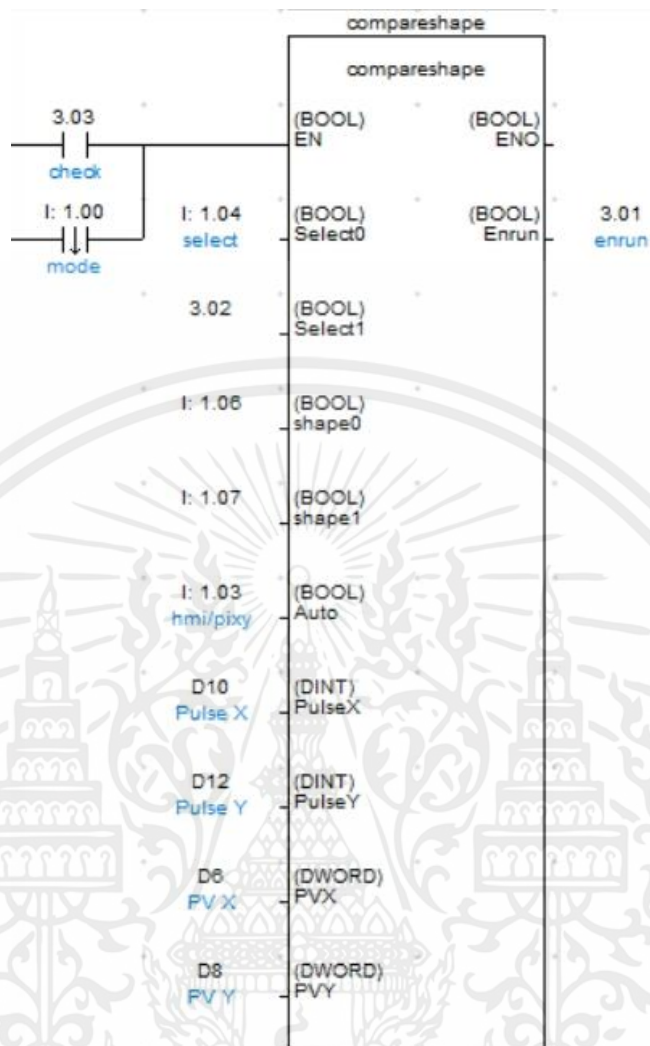 compareshape
compareshape
3.03
(BOOL)
EN
(BOOL)
ENO
check
I: 1.00
mode
I: 1.04
select
(BOOL)
Select0
(BOOL)
Enrun
3.01
enrun
3.02
(BOOL)
Select1
I: 1.06
(BOOL)
shape0
I: 1.07
(BOOL)
shape1
I: 1.03
hmi/pixy
(BOOL)
Auto
D10
Pulse X
(DINT)
PulseX
D12
Pulse Y
(DINT)
PulseY
D6
PV X
(DWORD)
PVX
D8
PV Y
(DWORD)
PVY